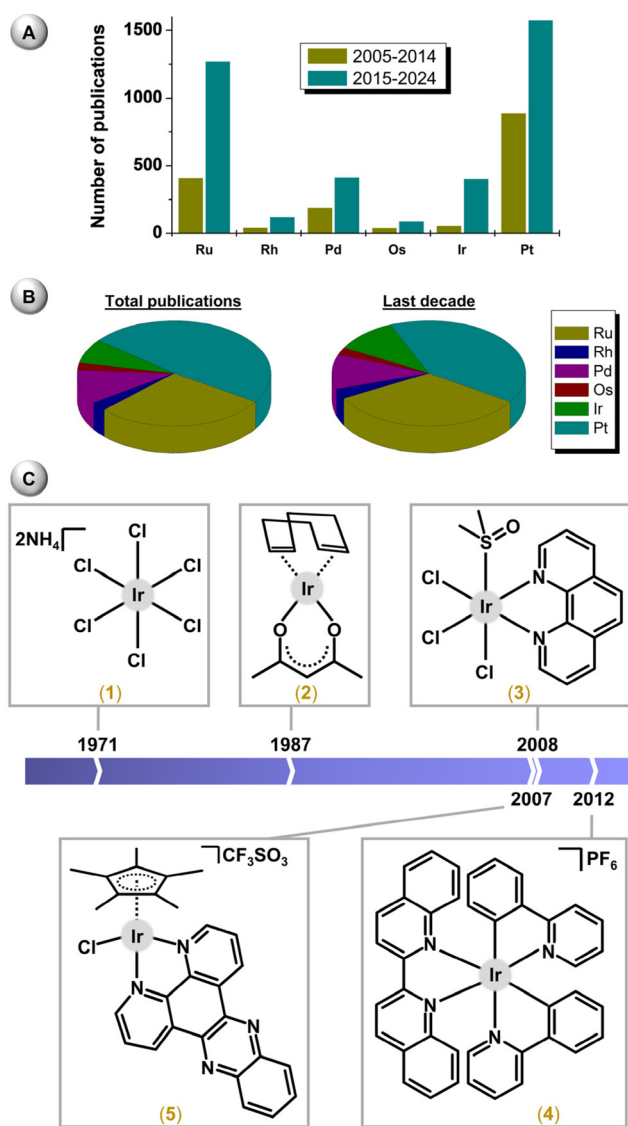 A
Number of publications
1500
1000
500
0
2005-2014
2015-2024
Ru Rh Pd Os Ir Pt
B
Total publications
Last decade
Ru
Rh
Pd
Os
Ir
Pt
C
2NH₄
Cl
Cl Cl
Ir
Cl Cl
Cl
(1)
Ir
O O
(2)
S O
Cl N
Ir
Cl N
Cl
(3)
1971 1987 2008
2007 2012
CF₃SO₃
Ir
Cl N
N
N
N
(5)
PF₆
N N
Ir
N N
(4)